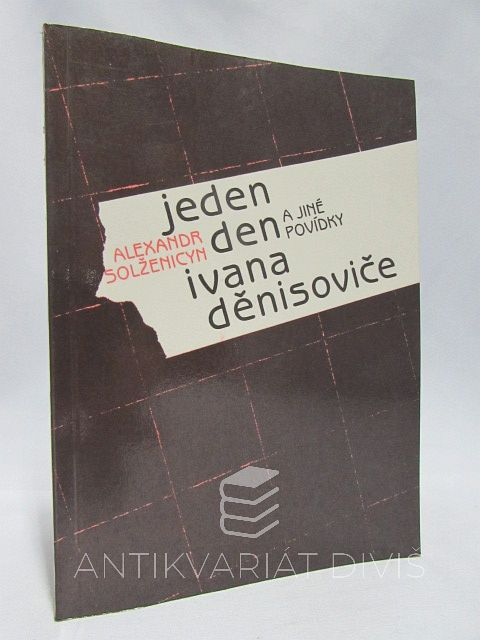 jeden
ALEXANDR
SOLŽENICYN
den
A JINÉ
POVÍDKY
ivana
děnisoviče
ANTIKVARIÁT DIVIŠ